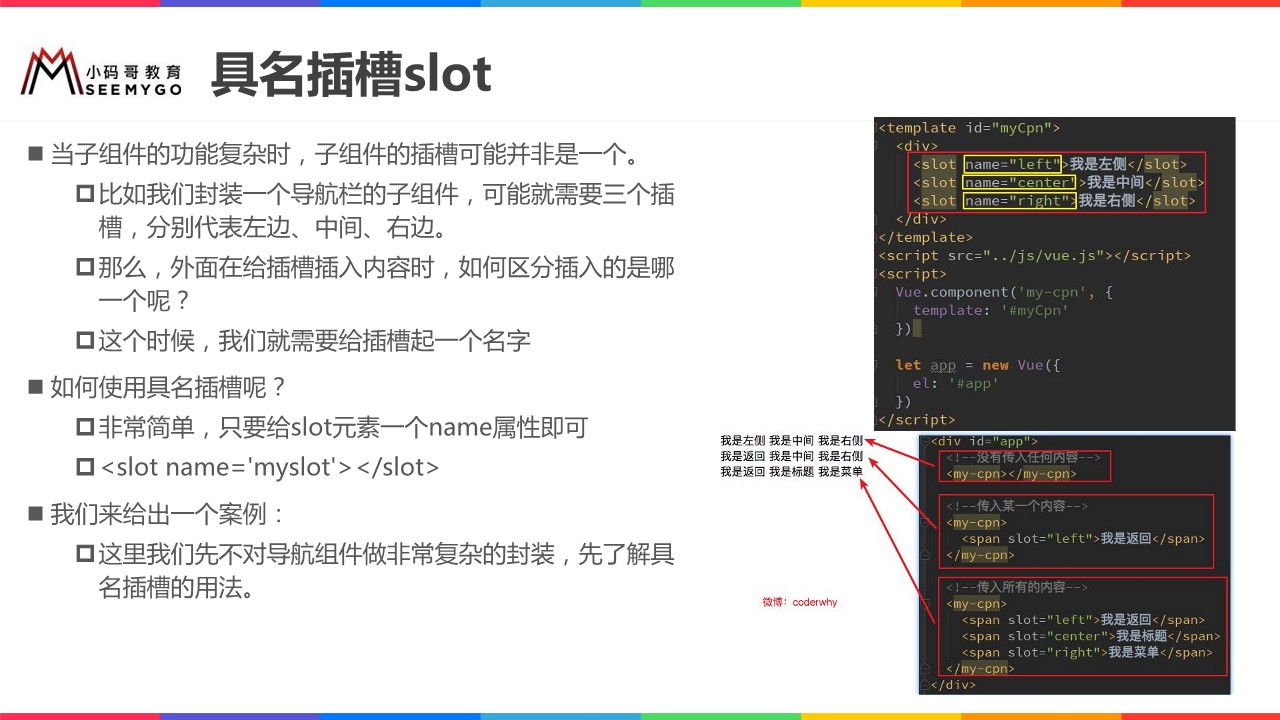 小码哥教育
SEEMYGO
具名插槽slot
当子组件的功能复杂时，子组件的插槽可能并非是一个。
比如我们封装一个导航栏的子组件，可能就需要三个插
槽，分别代表左边、中间、右边。
那么，外面在给插槽插入内容时，如何区分插入的是哪
一个呢？
这个时候，我们就需要给插槽起一个名字
如何使用具名插槽呢？
非常简单，只要给slot元素一个name属性即可
<slot name='myslot'></slot>
我们来给出一个案例：
这里我们先不对导航组件做非常复杂的封装，先了解具
名插槽的用法。
<template id="myCpn">
<div>
<slot name="left">我是左侧</slot>
<slot name="center">我是中间</slot>
<slot name="right">我是右侧</slot>
</div>
</template>
<script src="../js/vue.js"></script>
<script>
Vue.component('my-cpn', {
template: '#myCpn'
})
let app = new Vue({
el: '#app'
})
</script>
我是左侧 我是中间 我是右侧
我是返回 我是中间 我是右侧
我是返回 我是标题 我是菜单
<div id="app">
<!--没有传入任何内容-->
<my-cpn></my-cpn>
<!--传入某一个内容-->
<my-cpn>
<span slot="left">我是返回</span>
</my-cpn>
<!--传入所有的内容-->
<my-cpn>
<span slot="left">我是返回</span>
<span slot="center">我是标题</span>
<span slot="right">我是菜单</span>
</my-cpn>
</div>
微博：coderwhy